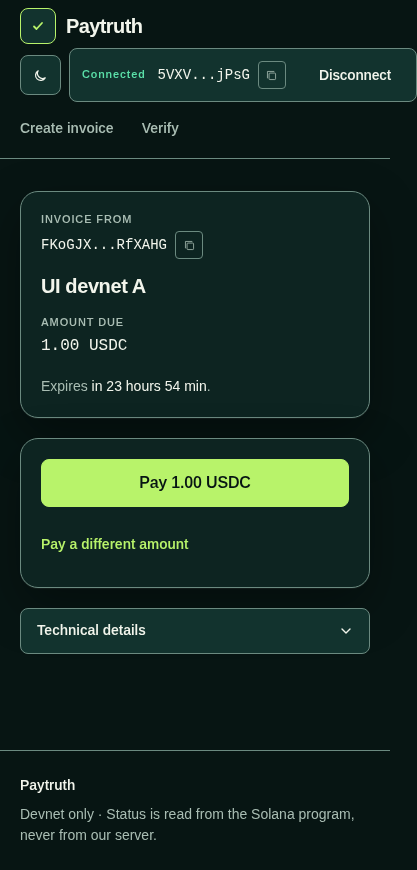 Paytruth
Connected 5VXV...jPsG Disconnect
Create invoice Verify
INVOICE FROM
FKoGJX...RfXAHG
UI devnet A
AMOUNT DUE
1.00 USDC
Expires in 23 hours 54 min.
Pay 1.00 USDC
Pay a different amount
Technical details
Paytruth
Devnet only · Status is read from the Solana program,
never from our server.